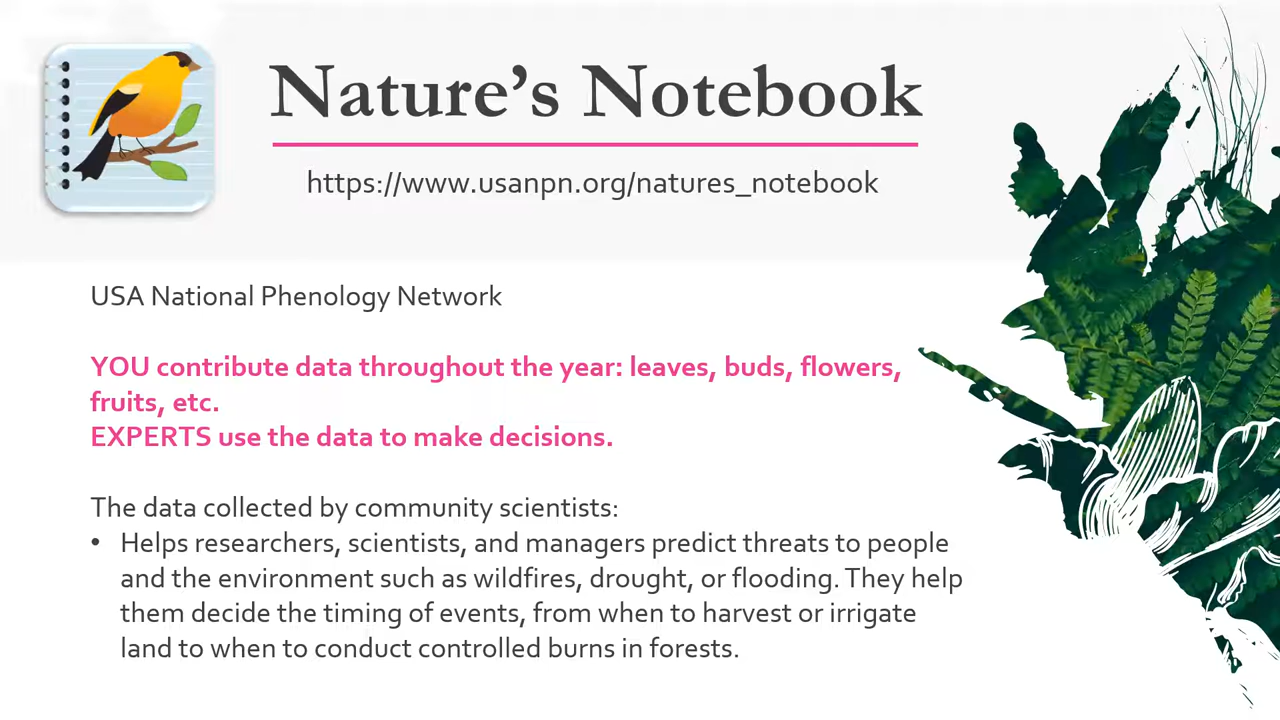 Nature’s Notebook
https://www.usanpn.org/natures_notebook
USA National Phenology Network
YOU contribute data throughout the year: leaves, buds, flowers,
fruits, etc.
EXPERTS use the data to make decisions.
The data collected by community scientists:
• Helps researchers, scientists, and managers predict threats to people
and the environment such as wildfires, drought, or flooding. They help
them decide the timing of events, from when to harvest or irrigate
land to when to conduct controlled burns in forests.